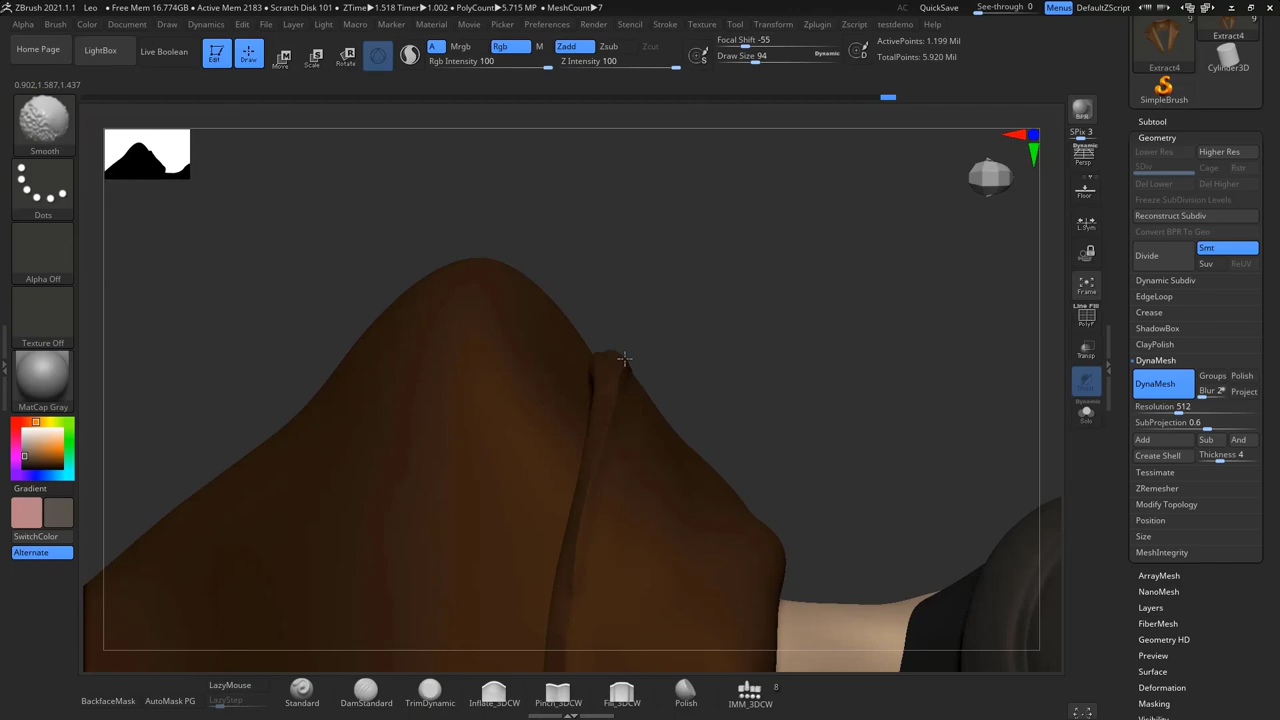 ZBrush 2021.1.1 Leo • Free Mem 16.774GB • Active Mem 2183 • Scratch Disk 101 • ZTime▶1.518 Timer▶1.002 • PolyCount▶5.715 MP • MeshCount▶7 AC QuickSave See-through 0 Menus DefaultZScript
Alpha Brush Color Document Draw Dynamics Edit File Layer Light Macro Material Movie Picker Preferences Render Stencil Stroke Surface Texture Tool Transform Zplugin Zscript testdemo View
Home Page LightBox Live Boolean Edit Draw Move Scale Rotate A Mrgb Rgb M Zadd Zsub Zcut
Rgb Intensity 100 Z Intensity 100
Focal Shift -55
Draw Size 94 Dynamic
ActivePoints: 1.199 Mil
TotalPoints: 5.920 Mil
0.902,1.587,1.437
Smooth
Dots
Alpha Off
Texture Off
MatCap Gray
Gradient
SwitchColor
Alternate
BPR
SPix 3
Dynamic
Persp
Floor
L.Sym
Frame
Line Fill
PolyF
Transp
Dynamic
Solo
Extract4 Extract4
Cylinder3D
SimpleBrush
Subtool
Geometry
Lower Res Higher Res
SDiv Cage Rstr
Del Lower Del Higher
Freeze SubDivision Levels
Reconstruct Subdiv
Convert BPR To Geo
Divide Smt
Suv ReUV
Dynamic Subdiv
EdgeLoop
Crease
ShadowBox
ClayPolish
DynaMesh
DynaMesh Groups Polish
Blur 2 Project
Resolution 512
SubProjection 0.6
Add Sub And
Create Shell Thickness 4
Tessimate
ZRemesher
Modify Topology
Position
Size
MeshIntegrity
ArrayMesh
NanoMesh
Layers
FiberMesh
Geometry HD
Preview
Surface
Deformation
Masking
BackfaceMask AutoMask PG LazyMouse
LazyStep
Standard DamStandard TrimDynamic Inflate_3DCW Pinch_3DCW Fill_3DCW Polish IMM_3DCW 8